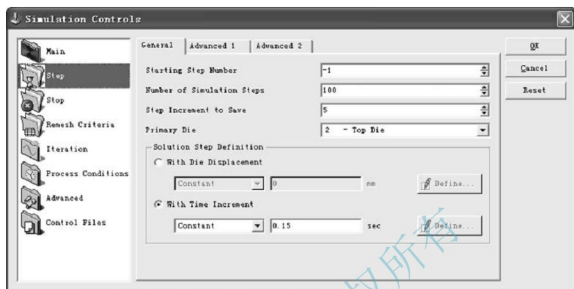 Simulation Controls
Main
Step
Stop
Remesh Criteria
Iteration
Process Conditions
Advanced
Control Files
General Advanced 1 Advanced 2
Starting Step Number -1
Number of Simulation Steps 100
Step Increment to Save 5
Primary Die 2 - Top Die
Solution Step Definition
With Die Displacement
Constant 0 mm Define...
With Time Increment
Constant 0.15 sec Define...
OK
Cancel
Reset
权所有